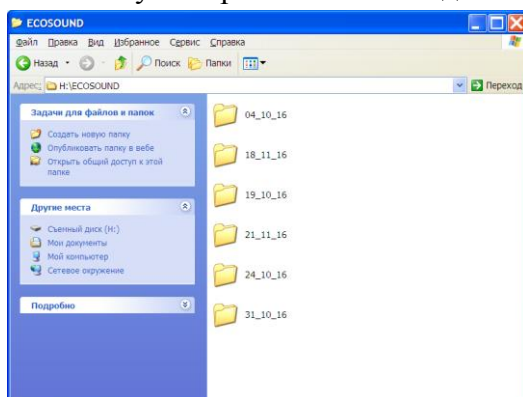 ECOSOUND
Файл Правка Вид Избранное Сервис Справка
Назад Поиск Папки
Адрес: H:\ECOSOUND Переход
Задачи для файлов и папок
Создать новую папку
Опубликовать папку в вебе
Открыть общий доступ к этой
папке
Другие места
Съемный диск (H:)
Мои документы
Мой компьютер
Сетевое окружение
Подробно
04_10_16
18_11_16
19_10_16
21_11_16
24_10_16
31_10_16